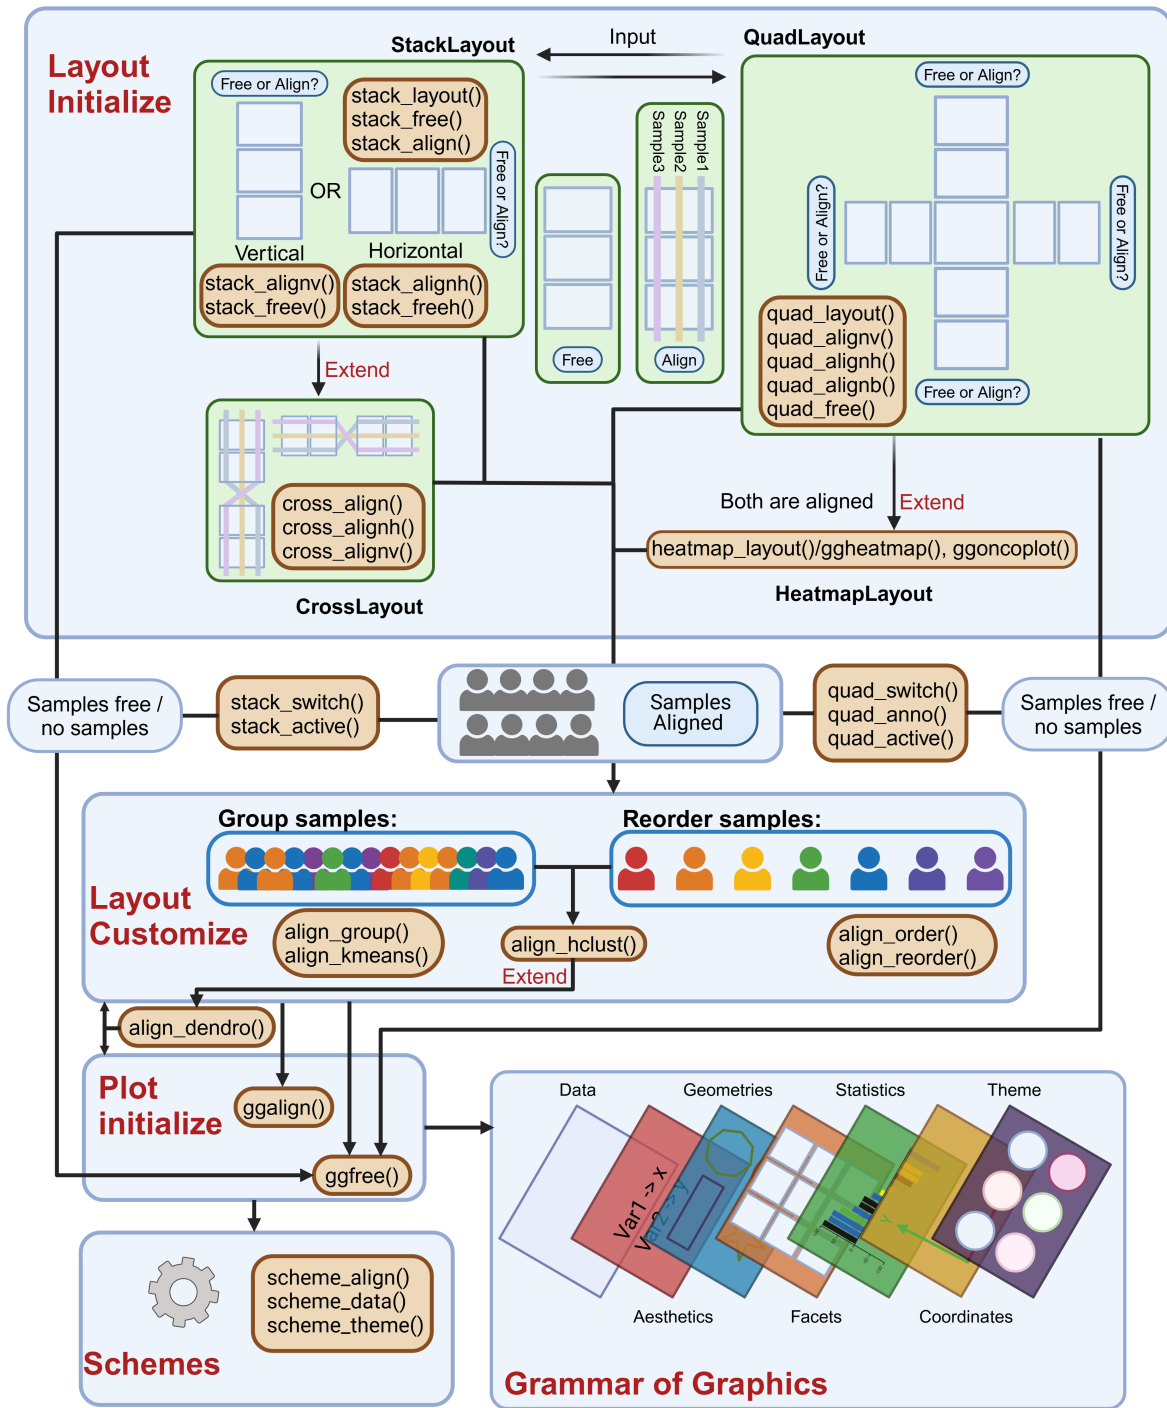 Layout
Initialize
StackLayout
Input
QuadLayout
Free or Align?
stack_layout()
stack_free()
stack_align()
Free or Align?
OR
Vertical
Horizontal
stack_alignv()
stack_freev()
stack_alignh()
stack_freeh()
Free
Sample3
Sample2
Sample1
Align
Free or Align?
Free or Align?
Free or Align?
Free or Align?
quad_layout()
quad_alignv()
quad_alignh()
quad_alignb()
quad_free()
Extend
cross_align()
cross_alignh()
cross_alignv()
CrossLayout
Both are aligned
Extend
heatmap_layout()/ggheatmap(), ggoncoplot()
HeatmapLayout
Samples free /
no samples
stack_switch()
stack_active()
Samples
Aligned
quad_switch()
quad_anno()
quad_active()
Samples free /
no samples
Group samples:
Reorder samples:
Layout
Customize
align_group()
align_kmeans()
align_hclust()
align_order()
align_reorder()
Extend
align_dendro()
Plot
initialize
ggalign()
ggfree()
Data
Geometries
Statistics
Theme
Var1 -> x
Var2 -> y
Y
Aesthetics
Facets
Coordinates
Grammar of Graphics
scheme_align()
scheme_data()
scheme_theme()
Schemes